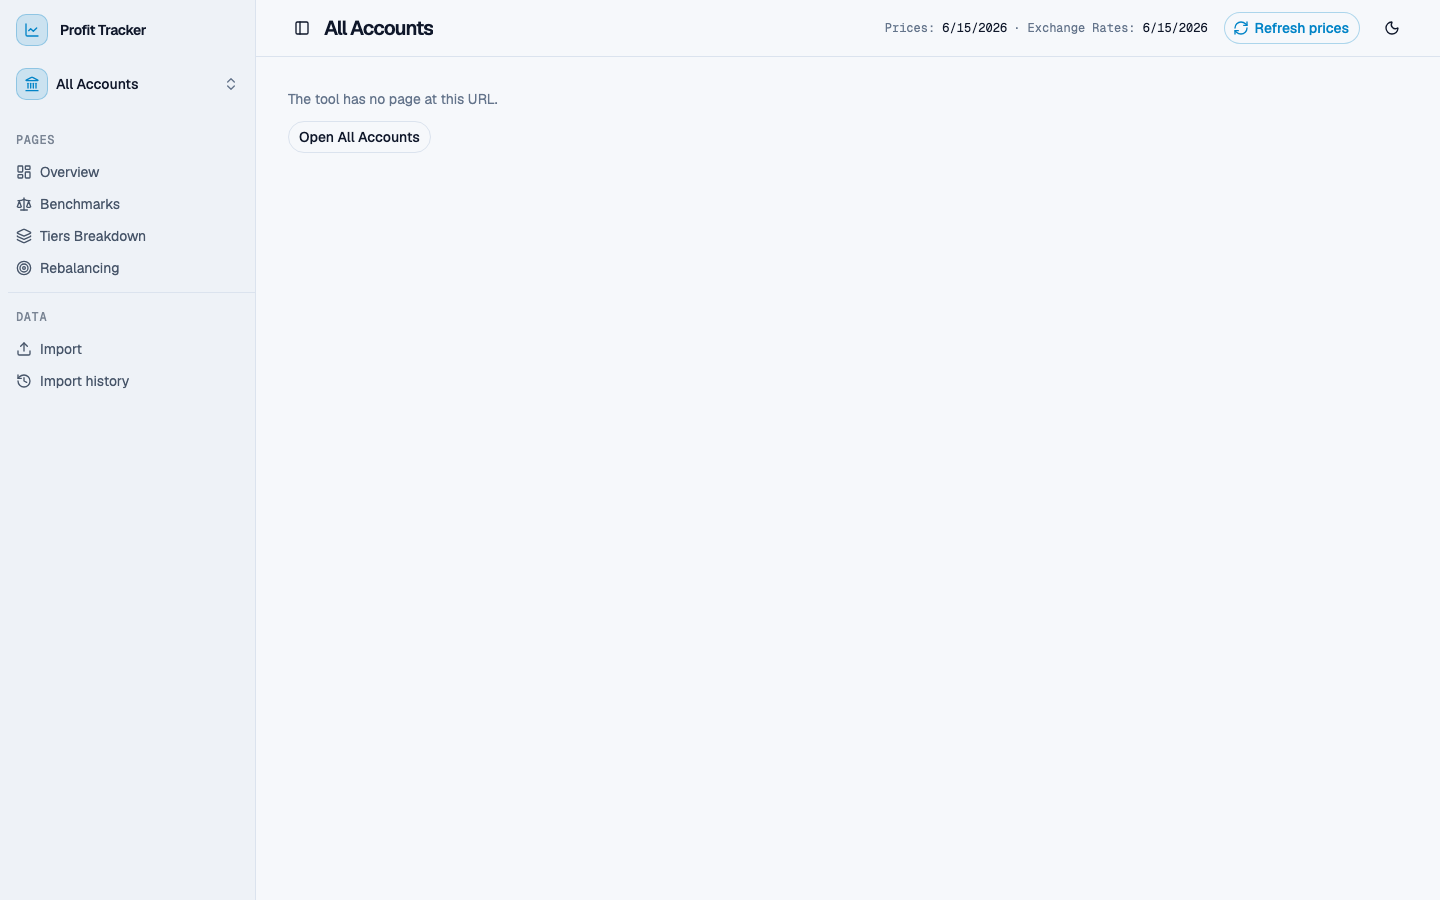 Profit Tracker
All Accounts
PAGES
Overview
Benchmarks
Tiers Breakdown
Rebalancing
DATA
Import
Import history
All Accounts
Prices: 6/15/2026 · Exchange Rates: 6/15/2026
Refresh prices
The tool has no page at this URL.
Open All Accounts